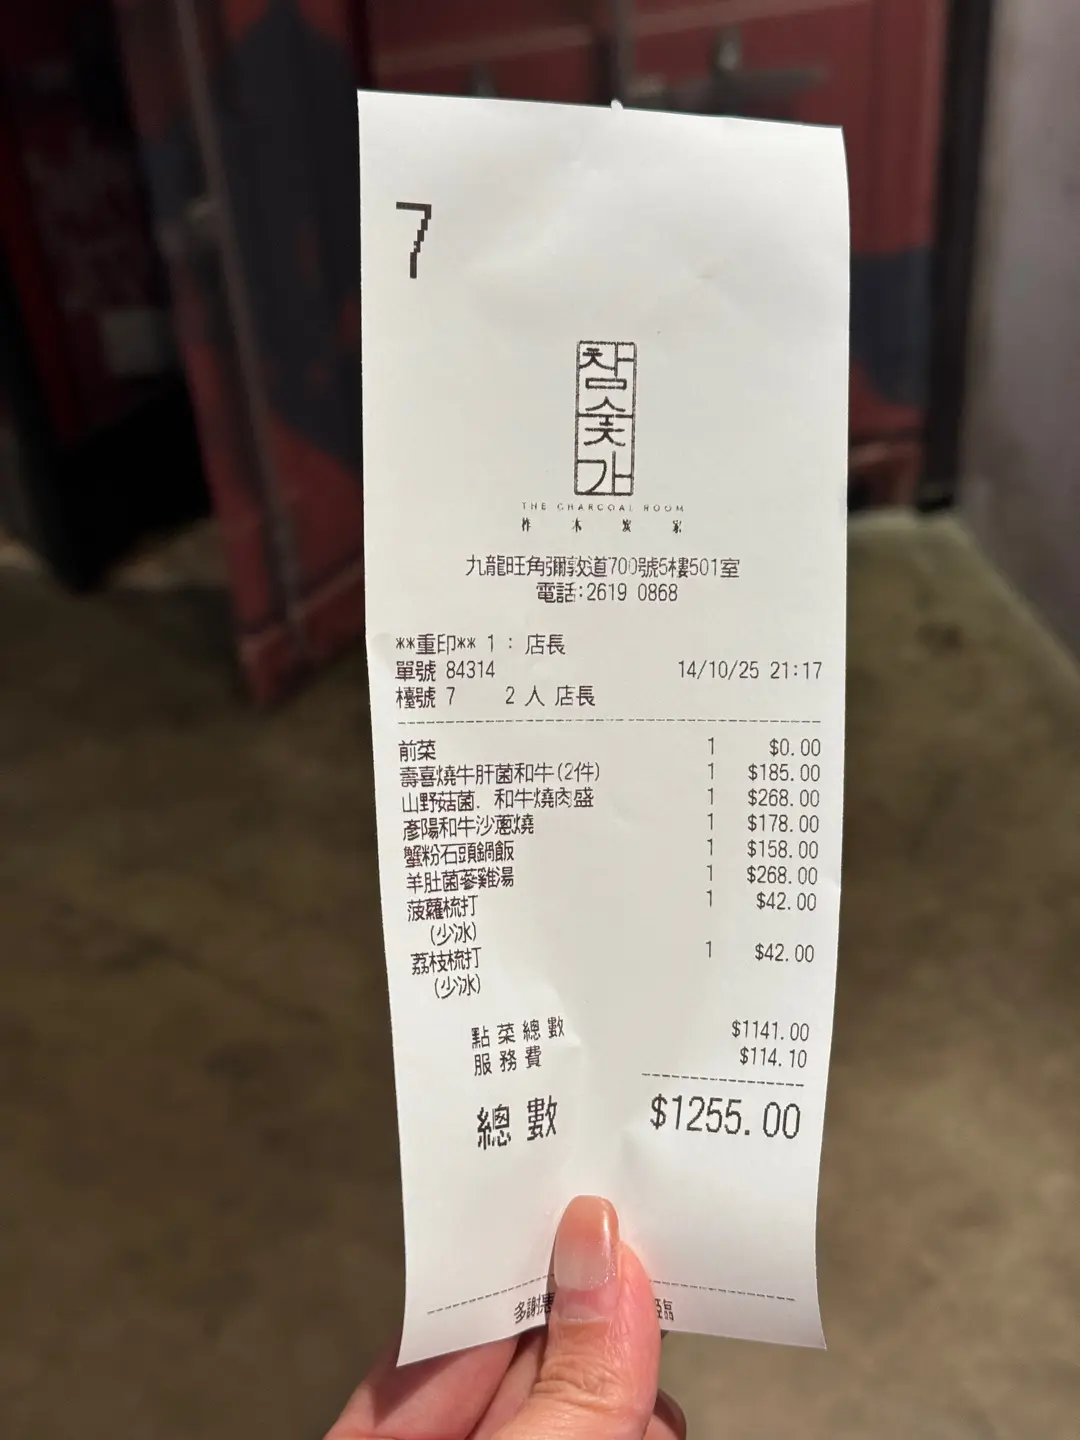 7
참숯가
THE CHARCOAL ROOM
柞木炭家
九龍旺角彌敦道700號5樓501室
電話:2619 0868
**重印** 1 : 店長
單號 84314 14/10/25 21:17
檯號 7 2 人 店長
前菜 1 $0.00
壽喜燒牛肝菌和牛(2件) 1 $185.00
山野菇菌. 和牛燒肉盛 1 $268.00
彥陽和牛沙蔥燒 1 $178.00
蟹粉石頭鍋飯 1 $158.00
羊肚菌蔘雞湯 1 $268.00
菠蘿梳打 1 $42.00
(少冰)
荔枝梳打 1 $42.00
(少冰)
點菜總數 $1141.00
服務費 $114.10
總數 $1255.00
多謝 臨